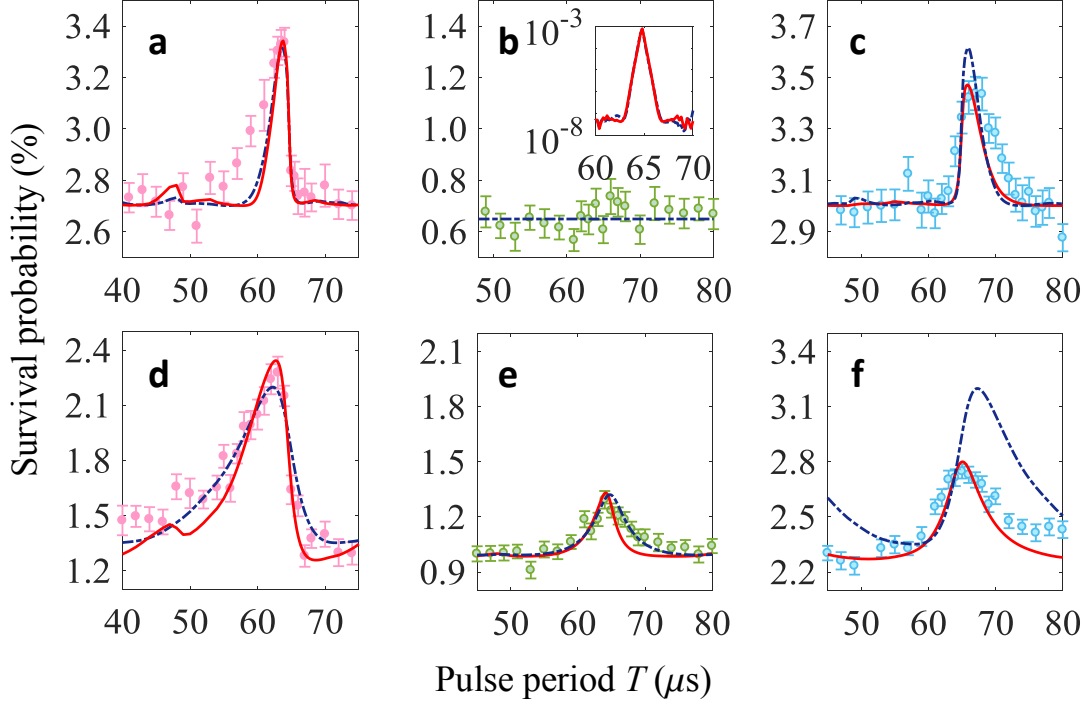 Survival probability (%)
a
3.4
3.2
3.0
2.8
2.6
40 50 60 70
b
1.4
1.2
1.0
0.8
0.6
50 60 70 80
10⁻³
10⁻⁸
60 65 70
c
3.7
3.5
3.3
3.1
2.9
50 60 70 80
d
2.4
2.1
1.8
1.5
1.2
40 50 60 70
e
2.1
1.8
1.5
1.2
0.9
50 60 70 80
f
3.4
3.1
2.8
2.5
2.2
50 60 70 80
Pulse period T (μs)